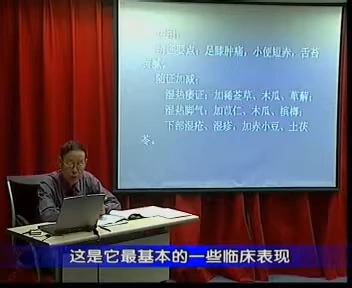 辨证要点：足膝肿痛，小便短赤，舌苔
黄腻。
随证加减：
湿热痿证：加豨莶草、木瓜、萆薢；
湿热脚气：加苡仁、木瓜、槟榔；
下部湿疮、湿疹，加赤小豆、土茯
苓。
这是它最基本的一些临床表现